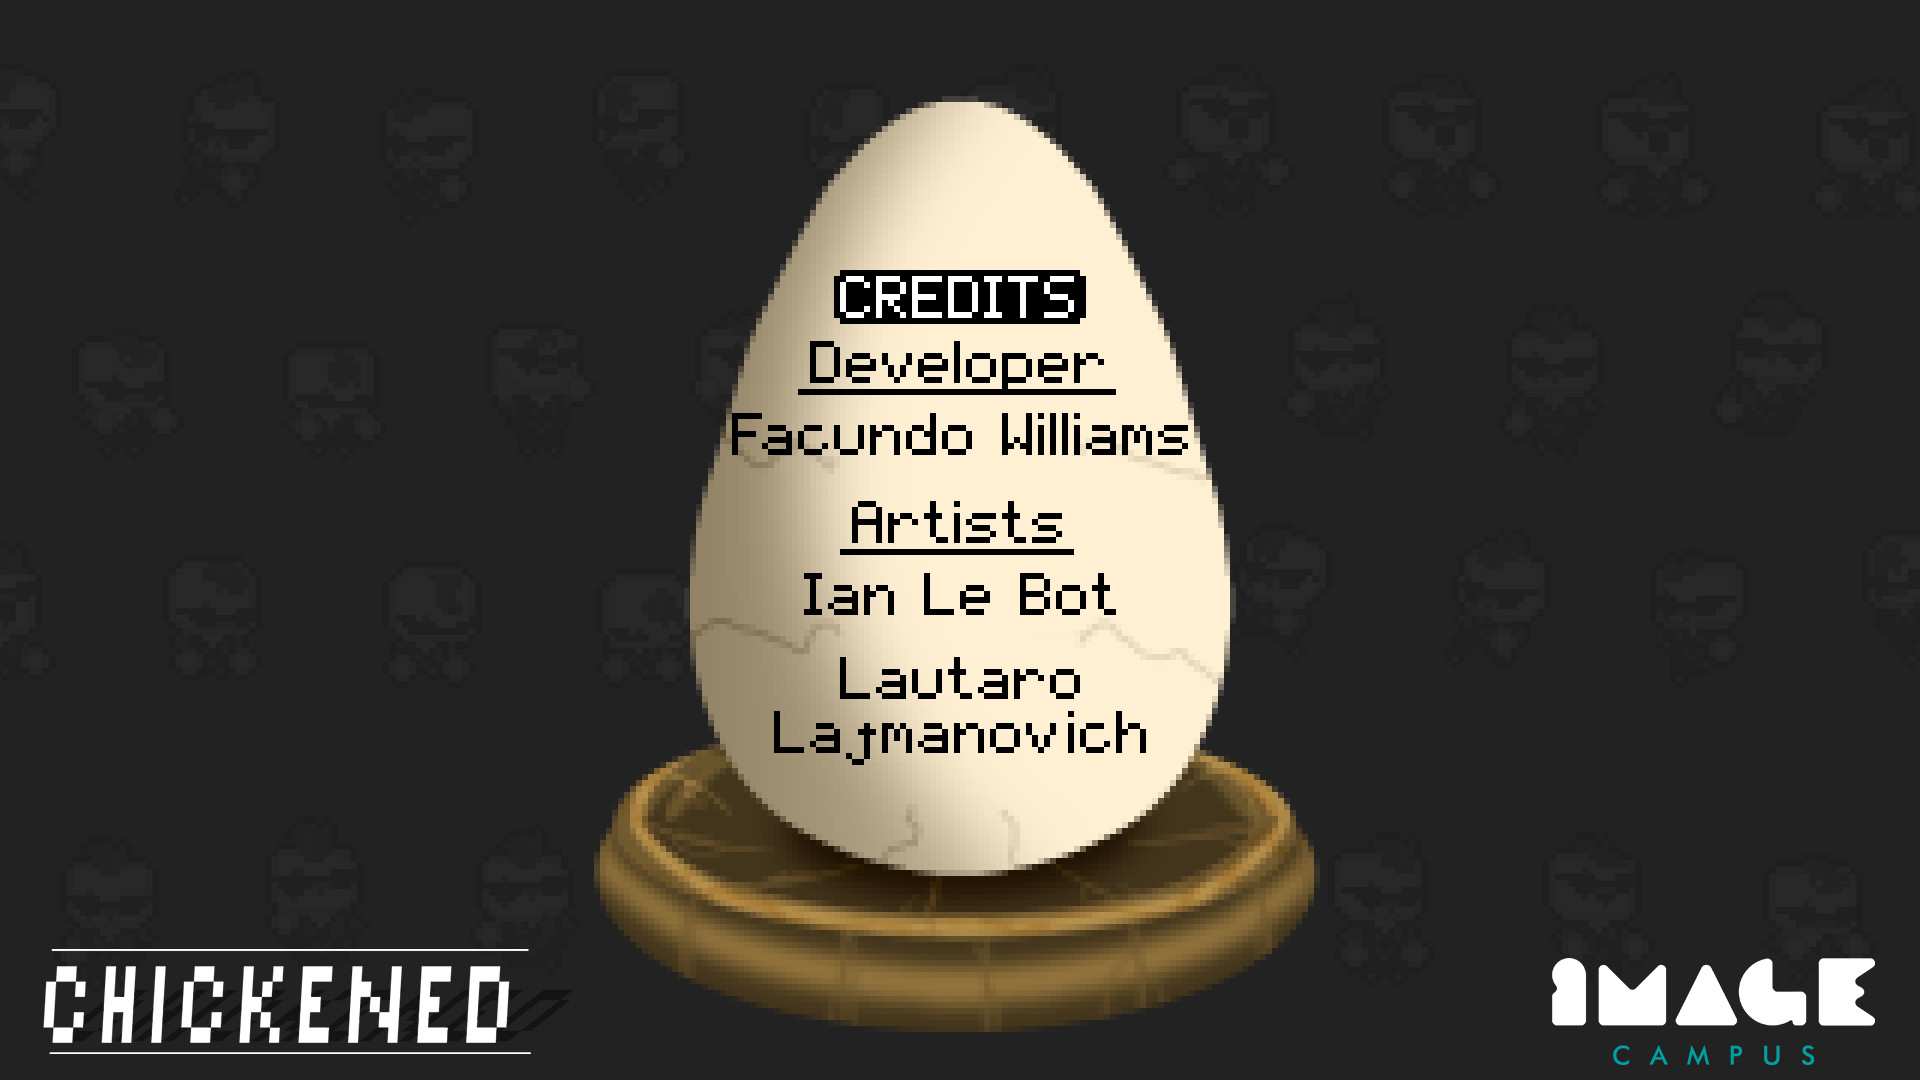 CREDITS
Developer
Facundo Williams
Artists
Ian Le Bot
Lautaro
Lajmanovich
CHICKENED
IMAGE
CAMPUS